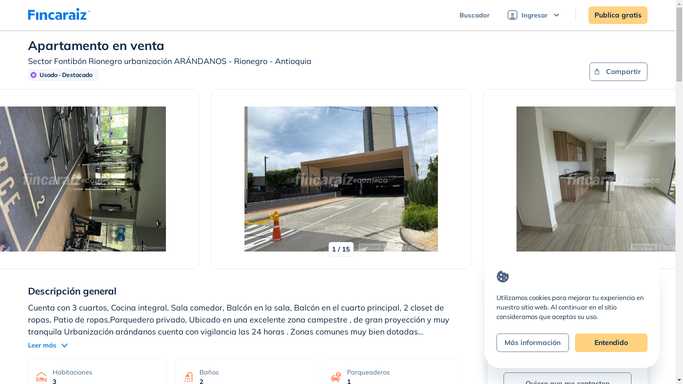 Fincaraiz
Buscador
Ingresar
Publica gratis
Apartamento en venta
Sector Fontibón Rionegro urbanización ARÁNDANOS - Rionegro - Antioquia
Usado - Destacado
Compartir
fincaraiz
fincaraiz
fincaraiz
1 / 15
Descripción general
Cuenta con 3 cuartos, Cocina integral, Sala comedor, Balcón en la sala, Balcón en el cuarto principal, 2 closet de
ropas, Patio de ropas,Parquedero privado, Ubicado en una excelente zona campestre , de gran proyección y muy
tranquila Urbanización arándanos cuenta con vigilancia las 24 horas . Zonas comunes muy bien dotadas...
Leer más
Habitaciones
3
Baños
2
Parqueaderos
1
Utilizamos cookies para mejorar tu experiencia en
nuestro sitio web. Al continuar en el sitio
consideramos que aceptas su uso.
Más información
Entendido
Quiero que me contacten